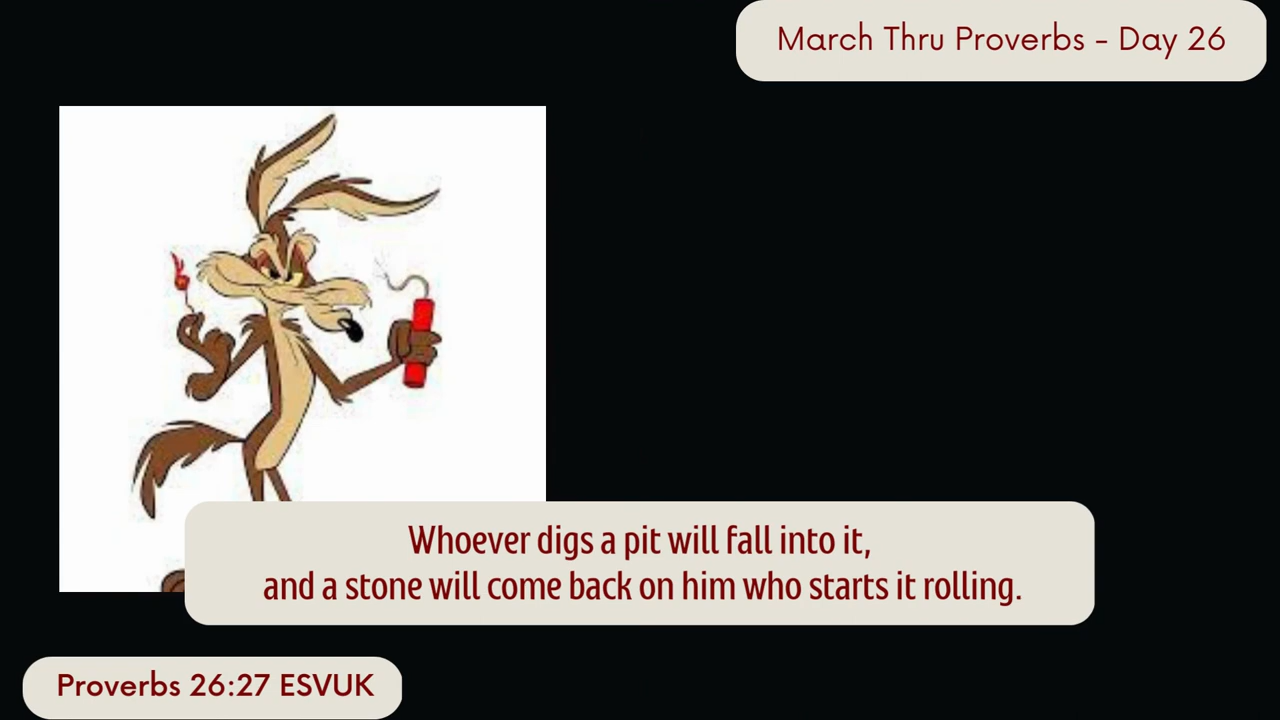 March Thru Proverbs - Day 26
Whoever digs a pit will fall into it,
and a stone will come back on him who starts it rolling.
Proverbs 26:27 ESVUK